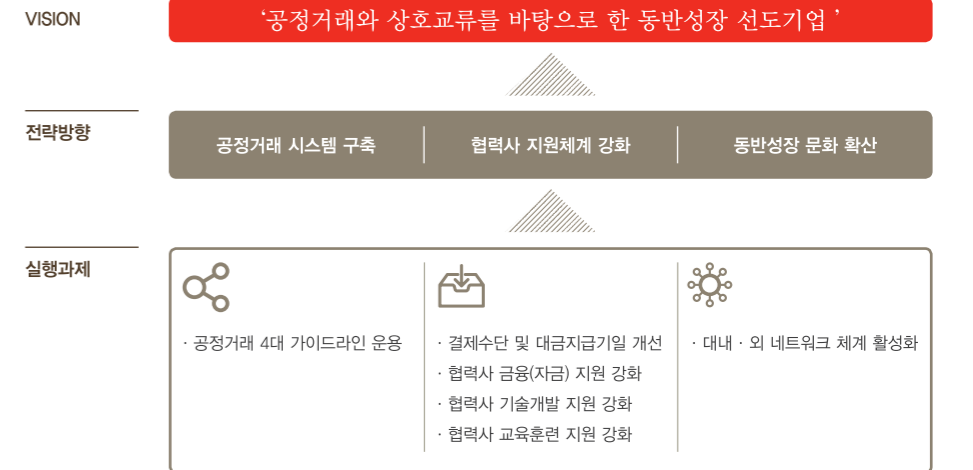 VISION
‘공정거래와 상호교류를 바탕으로 한 동반성장 선도기업 ’
전략방향
공정거래 시스템 구축
협력사 지원체계 강화
동반성장 문화 확산
실행과제
· 공정거래 4대 가이드라인 운용
· 결제수단 및 대금지급기일 개선
· 협력사 금융(자금) 지원 강화
· 협력사 기술개발 지원 강화
· 협력사 교육훈련 지원 강화
· 대내 · 외 네트워크 체계 활성화